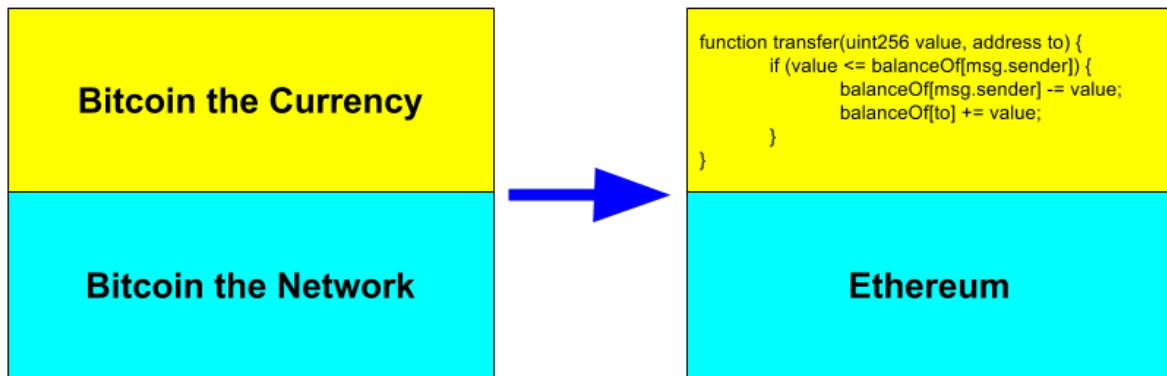 Bitcoin the Currency
Bitcoin the Network
function transfer(uint256 value, address to) {
if (value <= balanceOf[msg.sender]) {
balanceOf[msg.sender] -= value;
balanceOf[to] += value;
}
}
Ethereum